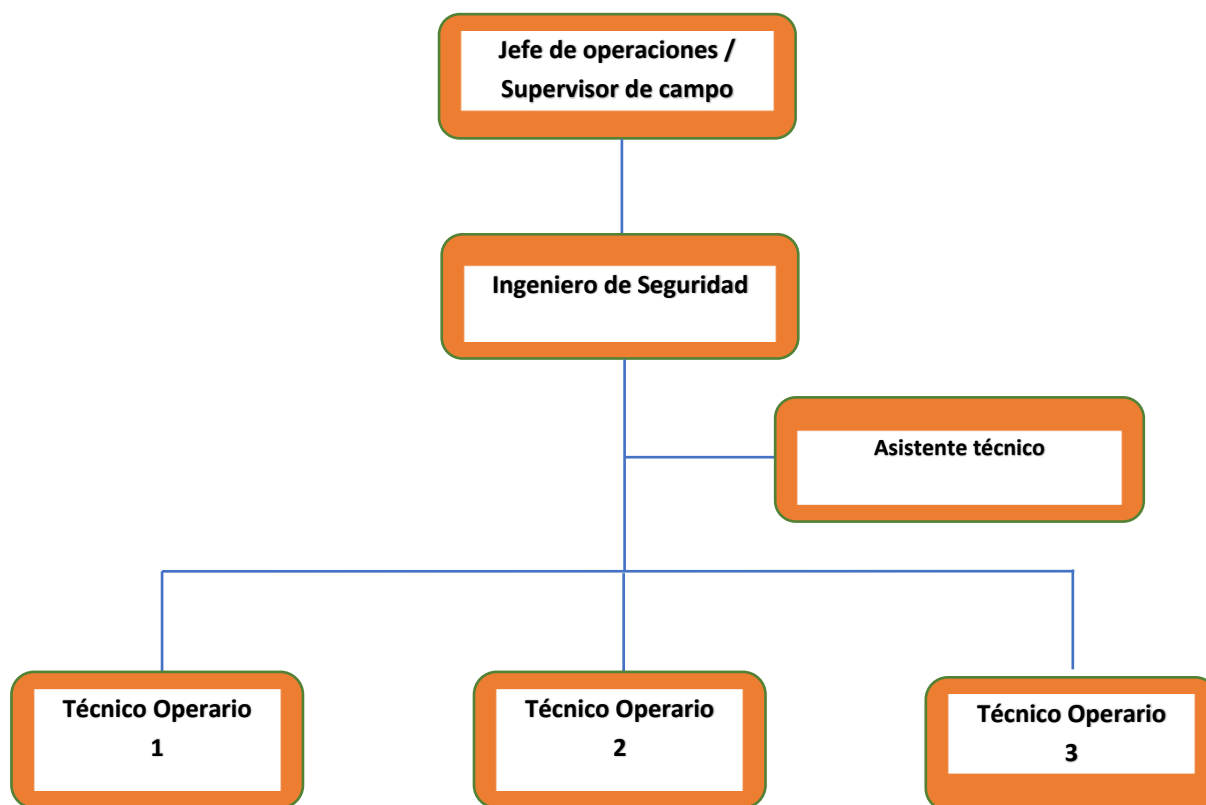 Jefe de operaciones /
Supervisor de campo
Ingeniero de Seguridad
Asistente técnico
Técnico Operario
1
Técnico Operario
2
Técnico Operario
3